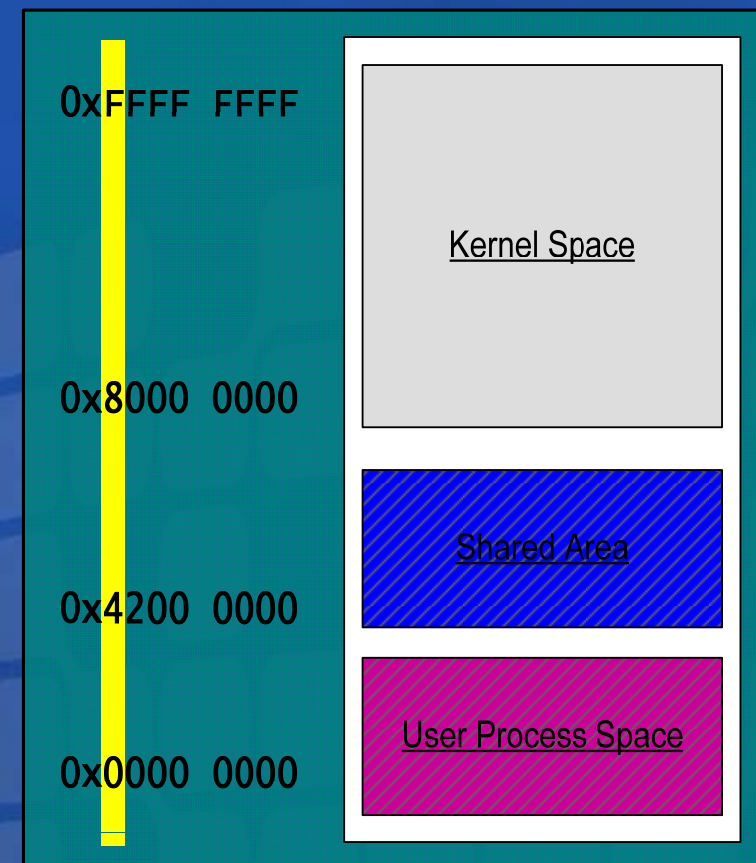 0xFFFF FFFF
Kernel Space
0x8000 0000
Shared Area
0x4200 0000
User Process Space
0x0000 0000